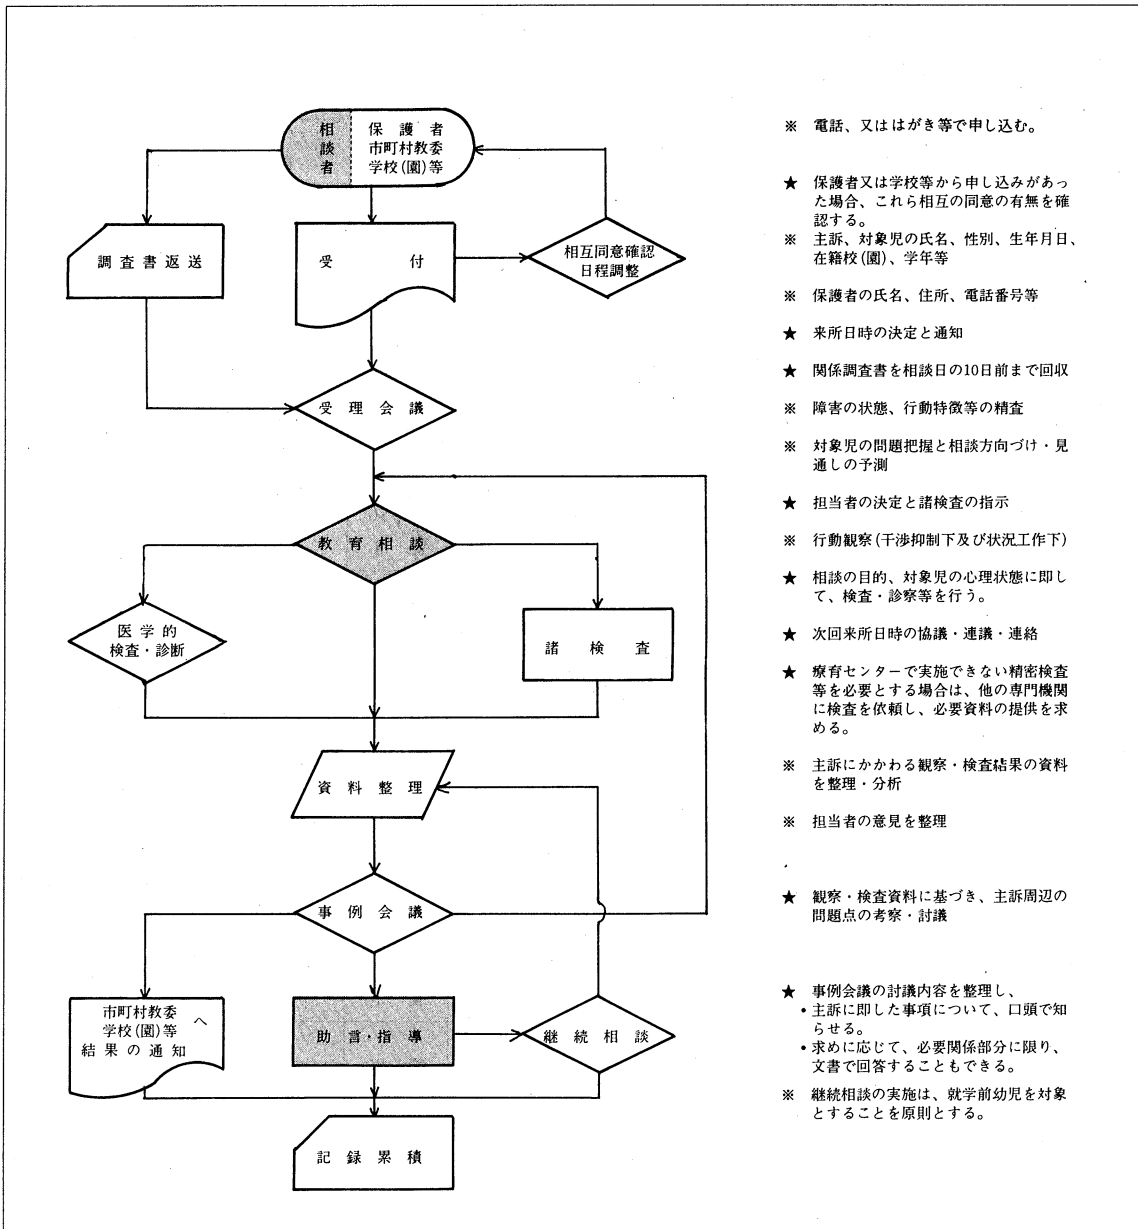 相談者
保護者
市町村教委
学校(園)等
調査書返送
受付
相互同意確認
日程調整
受理会議
教育相談
医学的
検査・診断
諸検査
資料整理
事例会議
市町村教委
学校(園)等
へ
結果の通知
助言・指導
継続相談
記録累積
※ 電話、又ははがき等で申し込む。
★ 保護者又は学校等から申し込みがあっ
た場合、これら相互の同意の有無を確
認する。
※ 主訴、対象児の氏名、性別、生年月日、
在籍校(園)、学年等
※ 保護者の氏名、住所、電話番号等
★ 来所日時の決定と通知
★ 関係調査書を相談日の10日前まで回収
※ 障害の状態、行動特徴等の精査
※ 対象児の問題把握と相談方向づけ・見
通しの予測
★ 担当者の決定と諸検査の指示
※ 行動観察(干渉抑制下及び状況工作下)
★ 相談の目的、対象児の心理状態に即し
て、検査・診察等を行う。
★ 次回来所日時の協議・連議・連絡
★ 療育センターで実施できない精密検査
等を必要とする場合は、他の専門機関
に検査を依頼し、必要資料の提供を求
める。
※ 主訴にかかわる観察・検査結果の資料
を整理・分析
※ 担当者の意見を整理
★ 観察・検査資料に基づき、主訴周辺の
問題点の考察・討議
★ 事例会議の討議内容を整理し、
・主訴に即した事項について、口頭で知
らせる。
・求めに応じて、必要関係部分に限り、
文書で回答することもできる。
※ 継続相談の実施は、就学前幼児を対象
とすることを原則とする。